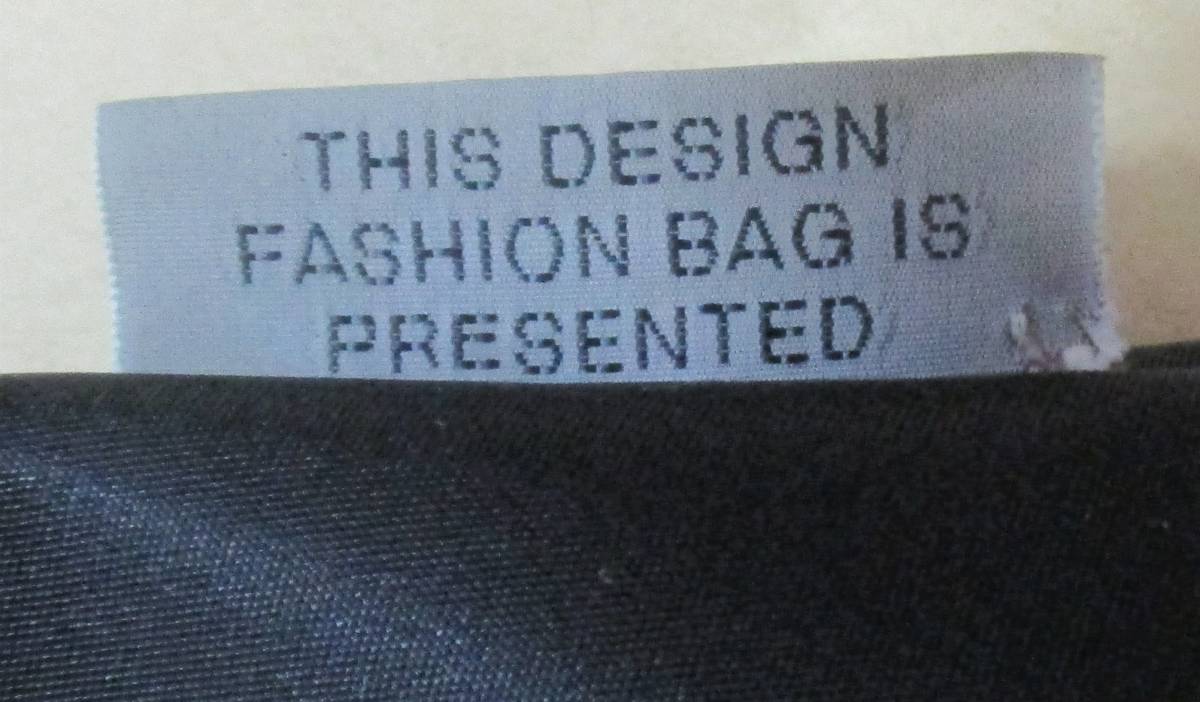 THIS DESIGN
FASHION BAG IS
PRESENTED